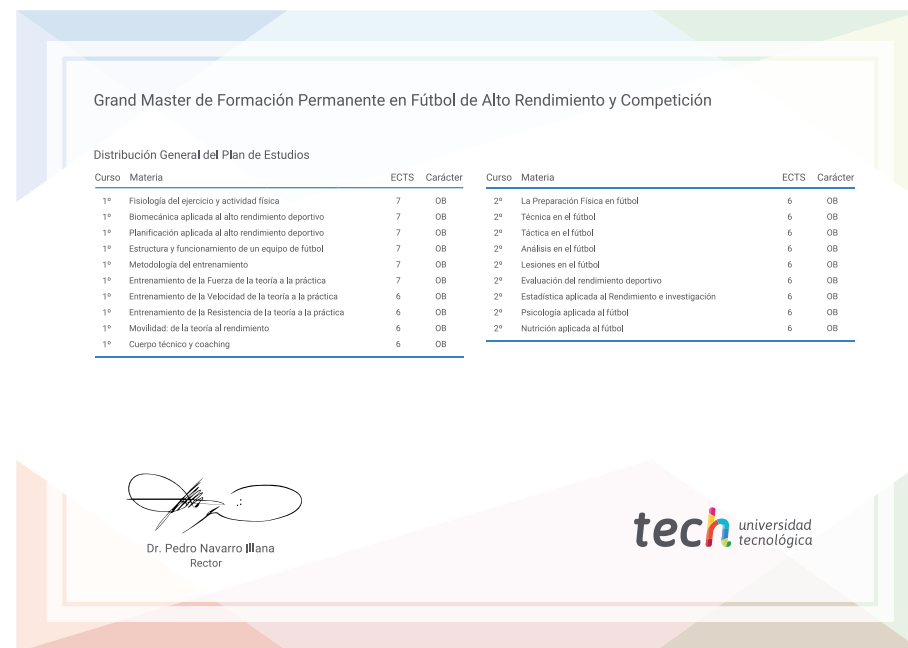 Grand Master de Formación Permanente en Fútbol de Alto Rendimiento y Competición
Distribución General del Plan de Estudios
Curso Materia ECTS Carácter
1º Fisiología del ejercicio y actividad física 7 OB
1º Biomecánica aplicada al alto rendimiento deportivo 7 OB
1º Planificación aplicada al alto rendimiento deportivo 7 OB
1º Estructura y funcionamiento de un equipo de fútbol 7 OB
1º Metodología del entrenamiento 7 OB
1º Entrenamiento de la Fuerza de la teoría a la práctica 7 OB
1º Entrenamiento de la Velocidad de la teoría a la práctica 6 OB
1º Entrenamiento de la Resistencia de la teoría a la práctica 6 OB
1º Movilidad: de la teoría al rendimiento 6 OB
1º Cuerpo técnico y coaching 6 OB
Curso Materia ECTS Carácter
2º La Preparación Física en fútbol 6 OB
2º Técnica en el fútbol 6 OB
2º Táctica en el fútbol 6 OB
2º Análisis en el fútbol 6 OB
2º Lesiones en el fútbol 6 OB
2º Evaluación del rendimiento deportivo 6 OB
2º Estadística aplicada al Rendimiento e investigación 6 OB
2º Psicología aplicada al fútbol 6 OB
2º Nutrición aplicada al fútbol 6 OB
Dr. Pedro Navarro Illana
Rector
tech universidad
tecnológica